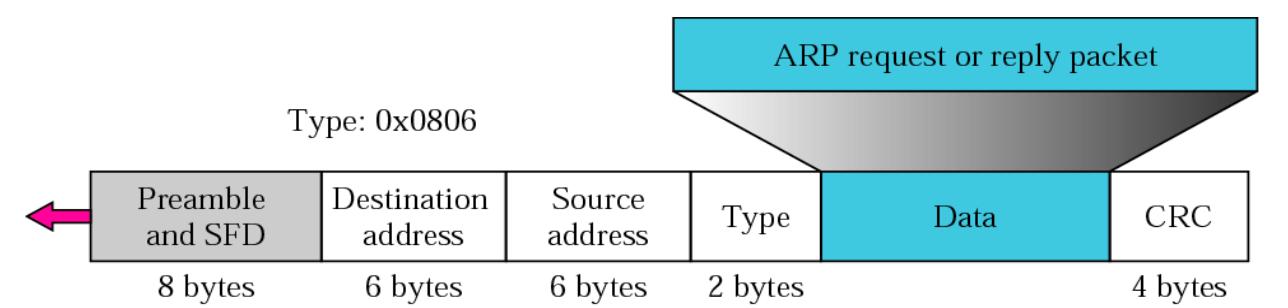 ARP request or reply packet
Type: 0x0806
Preamble
and SFD
Destination
address
Source
address
Type
Data
CRC
8 bytes
6 bytes
6 bytes
2 bytes
4 bytes